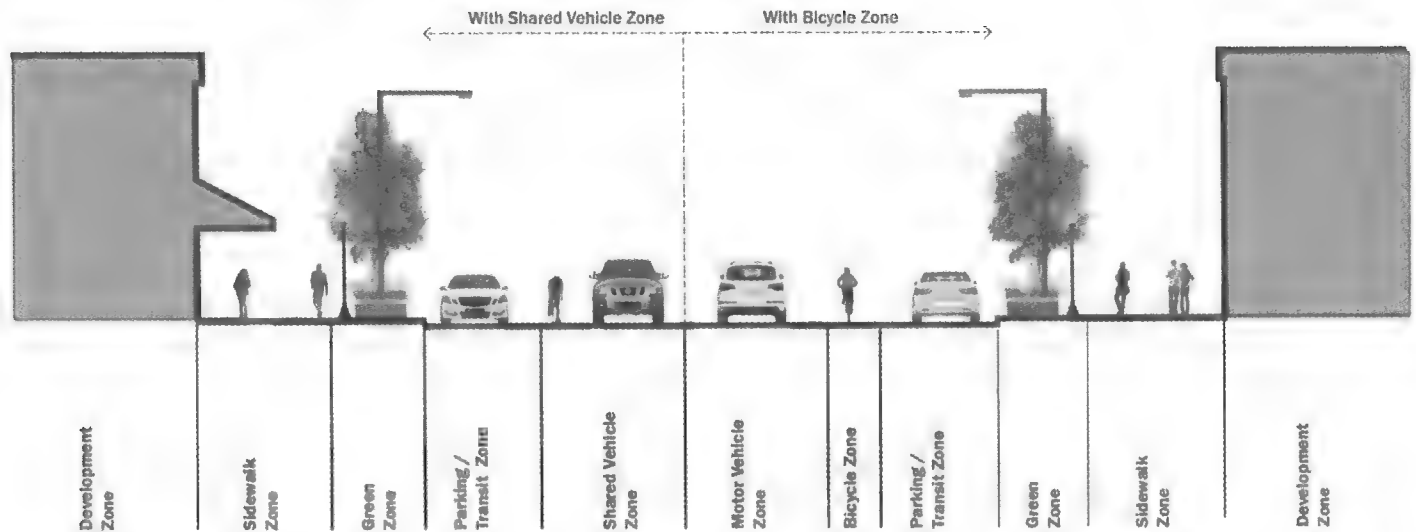 With Shared Vehicle Zone
With Bicycle Zone
Development
Zone
Sidewalk
Zone
Green
Zone
Parking /
Transit Zone
Shared Vehicle
Zone
Motor Vehicle
Zone
Bicycle Zone
Parking /
Transit Zone
Green
Zone
Sidewalk
Zone
Development
Zone